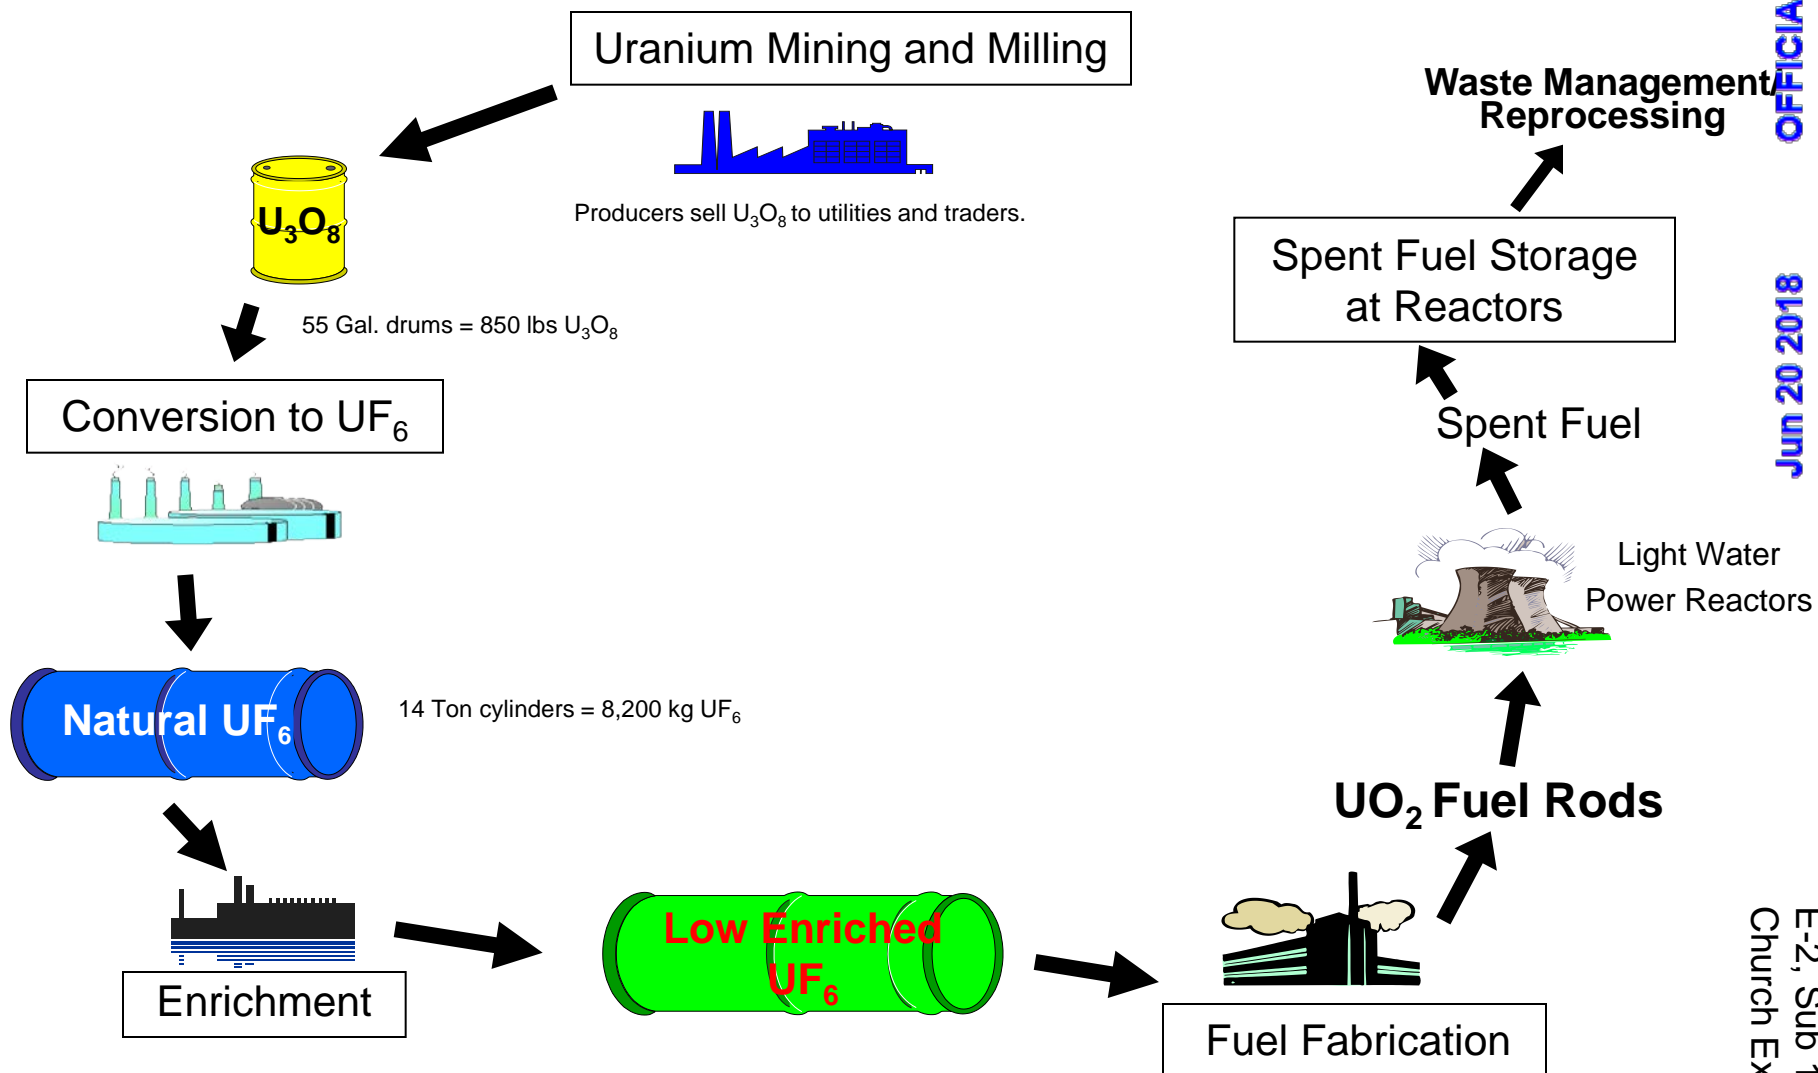 Uranium Mining and Milling
Producers sell U₃O₈ to utilities and traders.
U₃O₈
55 Gal. drums = 850 lbs U₃O₈
Conversion to UF₆
Natural UF₆
14 Ton cylinders = 8,200 kg UF₆
Enrichment
Low Enriched
UF₆
Fuel Fabrication
UO₂ Fuel Rods
Light Water
Power Reactors
Spent Fuel
Spent Fuel Storage
at Reactors
Waste Management/
Reprocessing
Jun 20 2018
E-2, Sub
Church